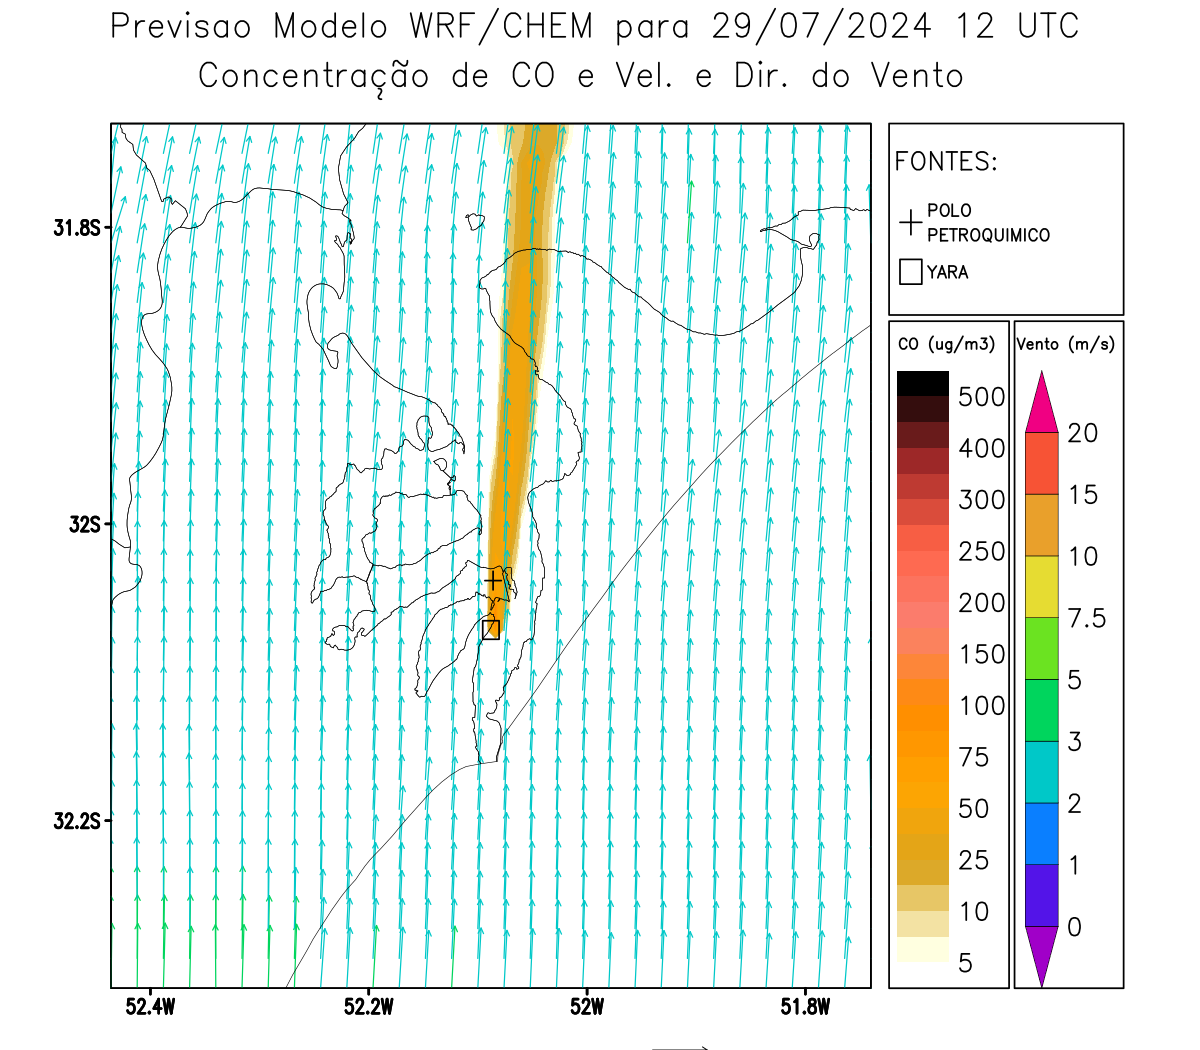 Previsao Modelo WRF/CHEM para 29/07/2024 12 UTC
Concentração de CO e Vel. e Dir. do Vento
FONTES:
POLO
PETROQUIMICO
YARA
CO (ug/m3)
500
400
300
250
200
150
100
75
50
25
10
5
Vento (m/s)
20
15
10
7.5
5
3
2
1
0
31.8S
32S
32.2S
52.4W
52.2W
52W
51.8W